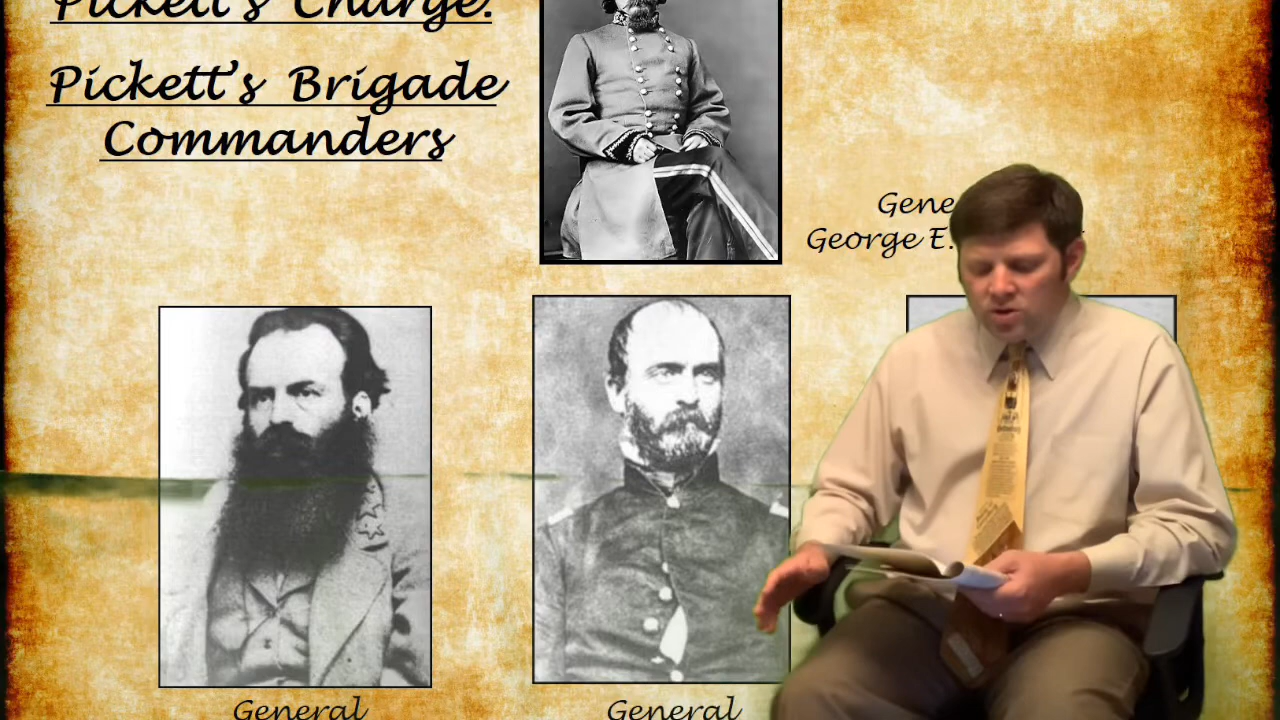 Pickett's Charge:
Pickett's Brigade
Commanders
Gene
George E.
General
General